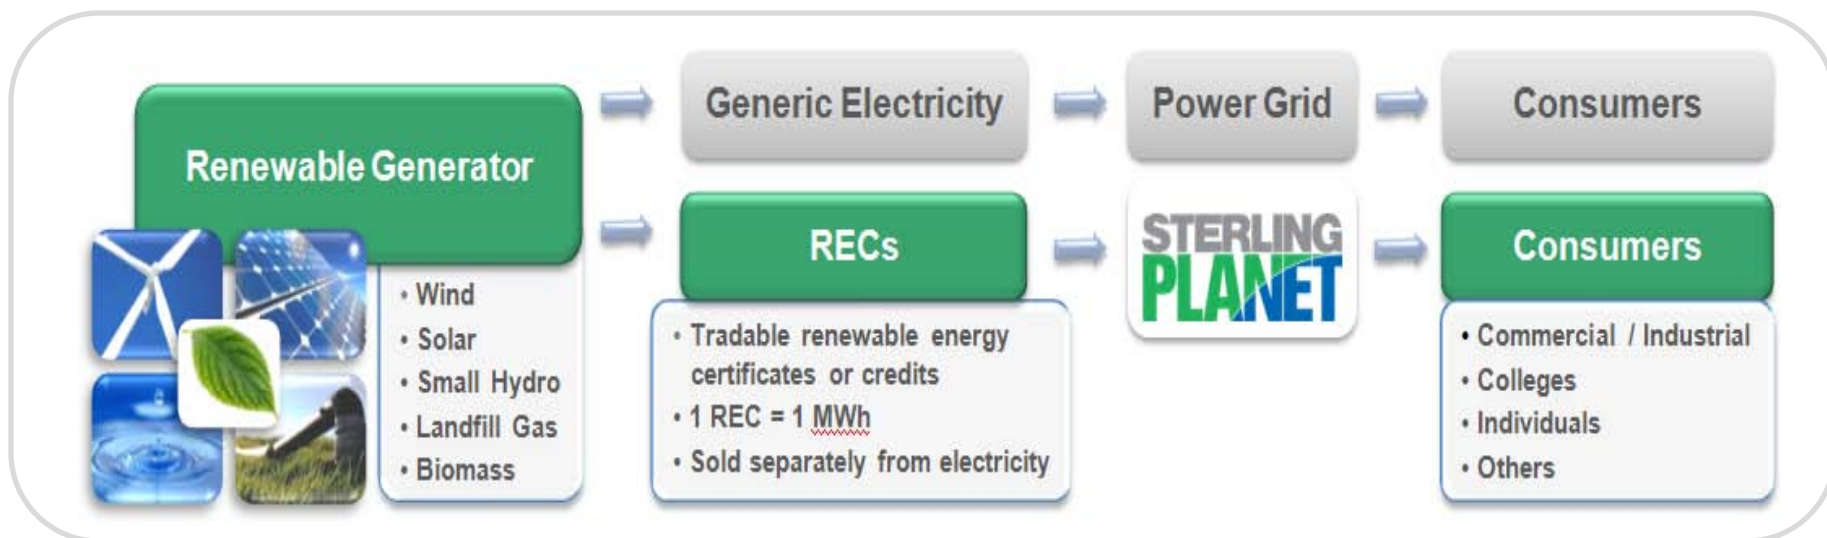 Renewable Generator
• Wind
• Solar
• Small Hydro
• Landfill Gas
• Biomass
Generic Electricity
Power Grid
Consumers
RECs
• Tradable renewable energy
certificates or credits
• 1 REC = 1 MWh
• Sold separately from electricity
STERLING
PLANET
Consumers
• Commercial / Industrial
• Colleges
• Individuals
• Others